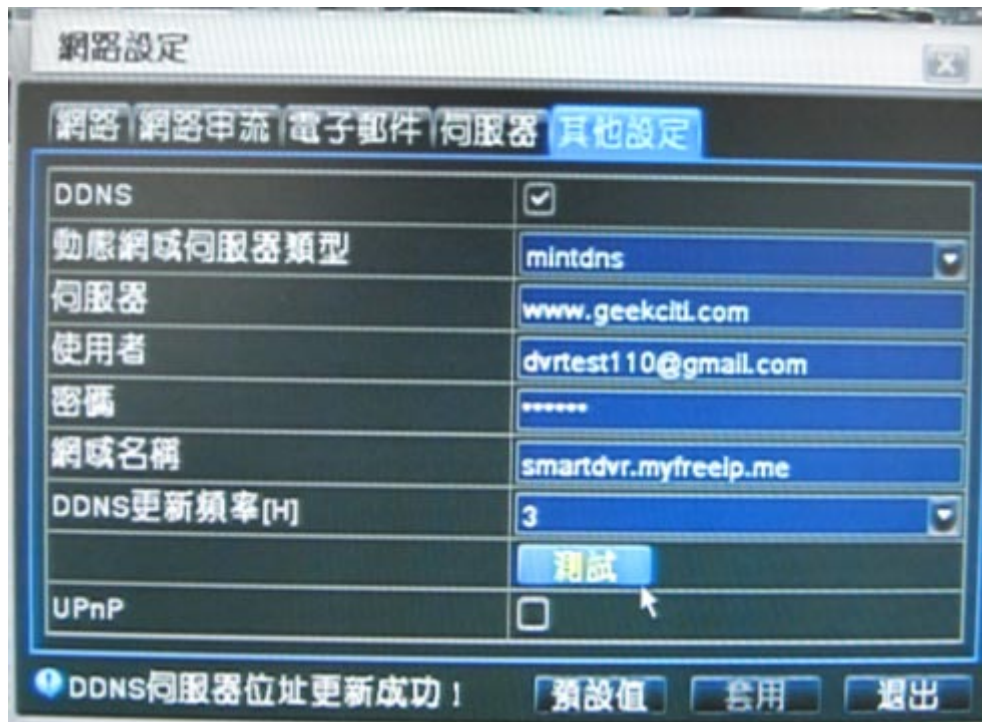 網路設定
網路 網路串流 電子郵件 伺服器 其他設定
DDNS
動態網域伺服器類型 mintdns
伺服器 www.geekciti.com
使用者 dvrtest110@gmail.com
密碼 ••••••
網域名稱 smartdvr.myfreeip.me
DDNS更新頻率[H] 3
測試
UPnP
DDNS伺服器位址更新成功!
預設值 套用 退出